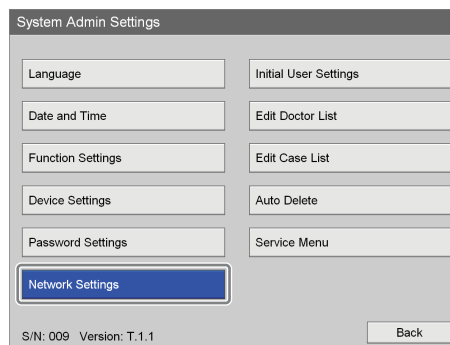 System Admin Settings
Language
Initial User Settings
Date and Time
Edit Doctor List
Function Settings
Edit Case List
Device Settings
Auto Delete
Password Settings
Service Menu
Network Settings
S/N: 009 Version: T.1.1
Back